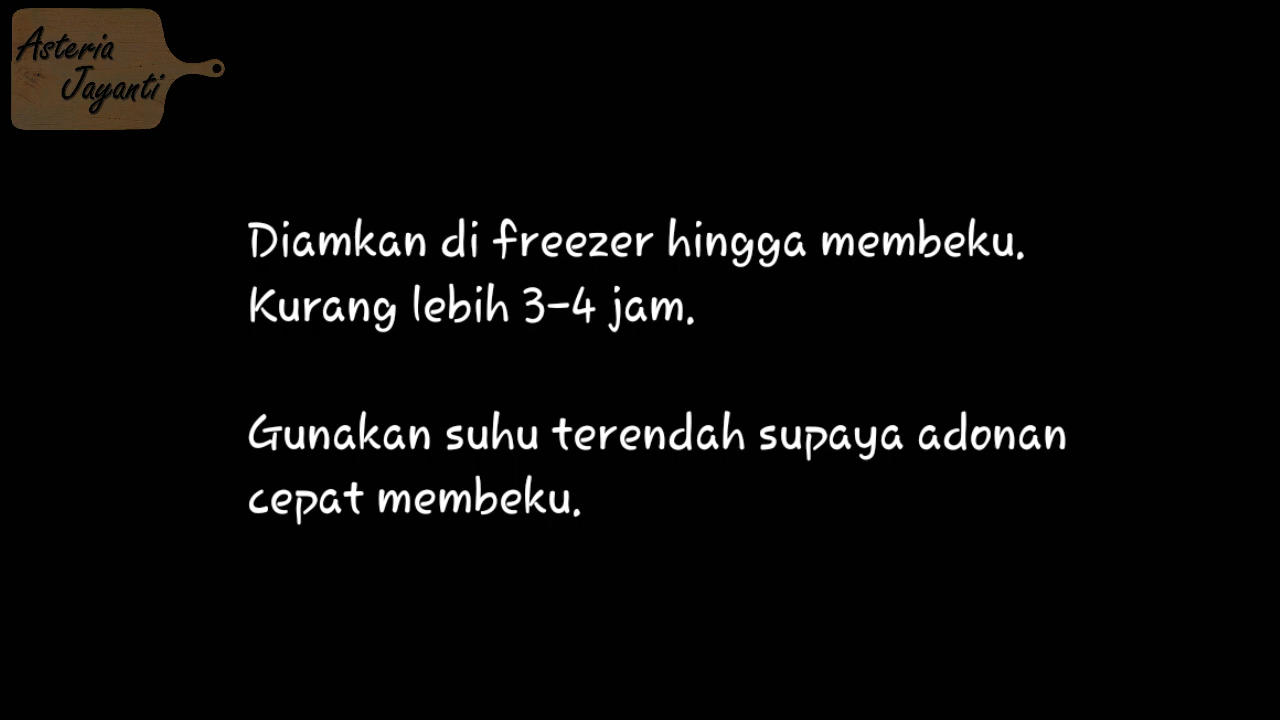 Asteria
Jayanti
Diamkan di freezer hingga membeku.
Kurang lebih 3-4 jam.
Gunakan suhu terendah supaya adonan
cepat membeku.